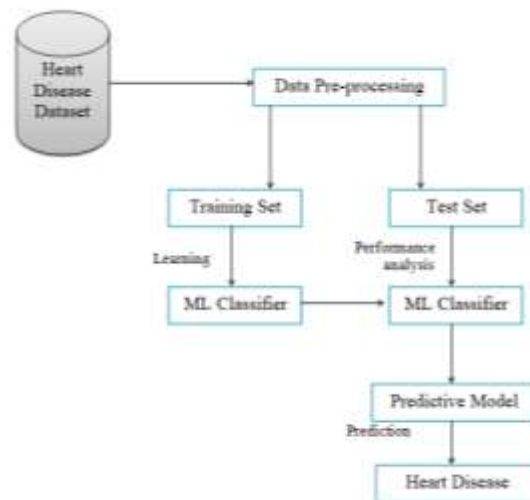 Heart
Disease
Dataset
Data Pre-processing
Training Set
Test Set
Learning
Performance
analysis
ML Classifier
ML Classifier
Predictive Model
Prediction
Heart Disease